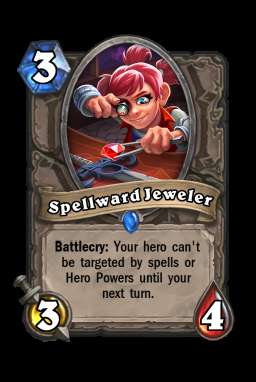 3
Spellward Jeweler
Battlecry: Your hero can't
be targeted by spells or
Hero Powers until your
next turn.
3
4